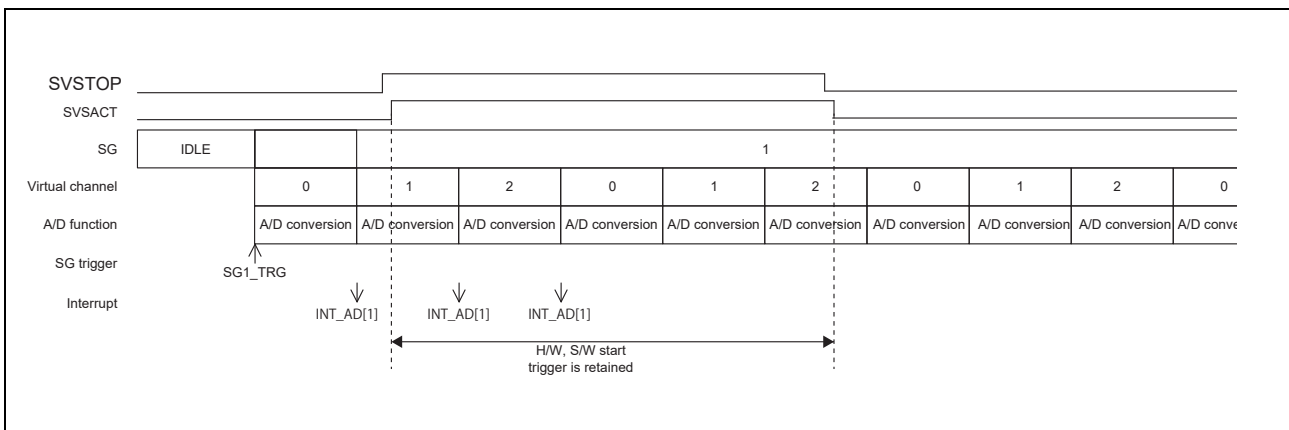 SVSTOP
SVSACT
SG IDLE 1
Virtual channel 0 1 2 0 1 2 0 1 2 0
A/D function A/D conversion A/D conversion A/D conversion A/D conversion A/D conversion A/D conversion A/D conversion A/D conversion A/D conversion A/D conve
SG trigger
SG1_TRG
Interrupt
INT_AD[1] INT_AD[1] INT_AD[1]
H/W, S/W start
trigger is retained